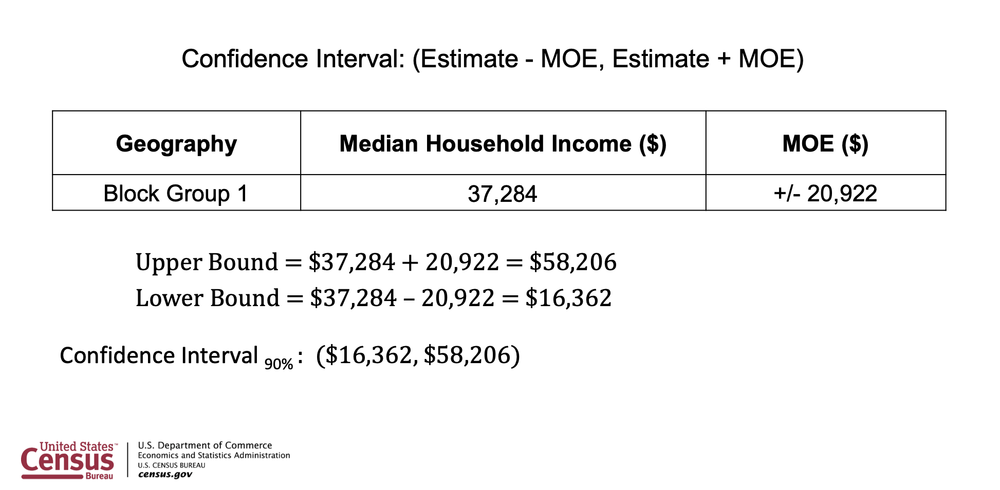 Confidence Interval: (Estimate - MOE, Estimate + MOE)
Geography Median Household Income ($) MOE ($)
Block Group 1 37,284 +/- 20,922
Upper Bound = $37,284 + 20,922 = $58,206
Lower Bound = $37,284 – 20,922 = $16,362
Confidence Interval 90% : ($16,362, $58,206)
United States™
Census
Bureau
U.S. Department of Commerce
Economics and Statistics Administration
U.S. CENSUS BUREAU
census.gov